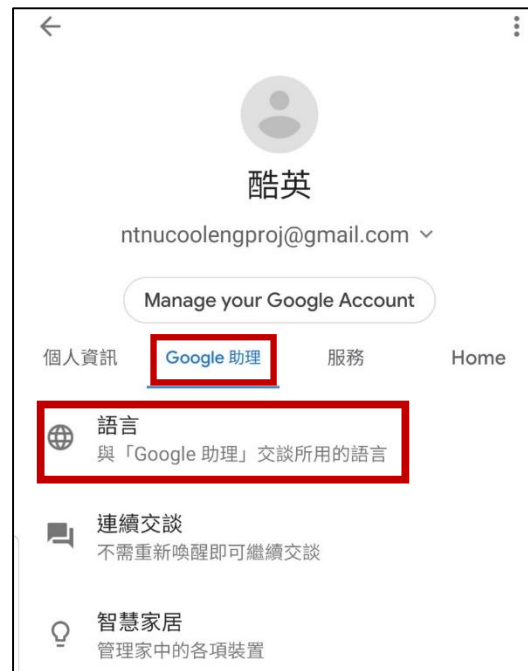 酷英
ntnucoolengproj@gmail.com
Manage your Google Account
個人資訊 Google 助理 服務 Home
語言
與「Google 助理」交談所用的語言
連續交談
不需重新喚醒即可繼續交談
智慧家居
管理家中的各項裝置